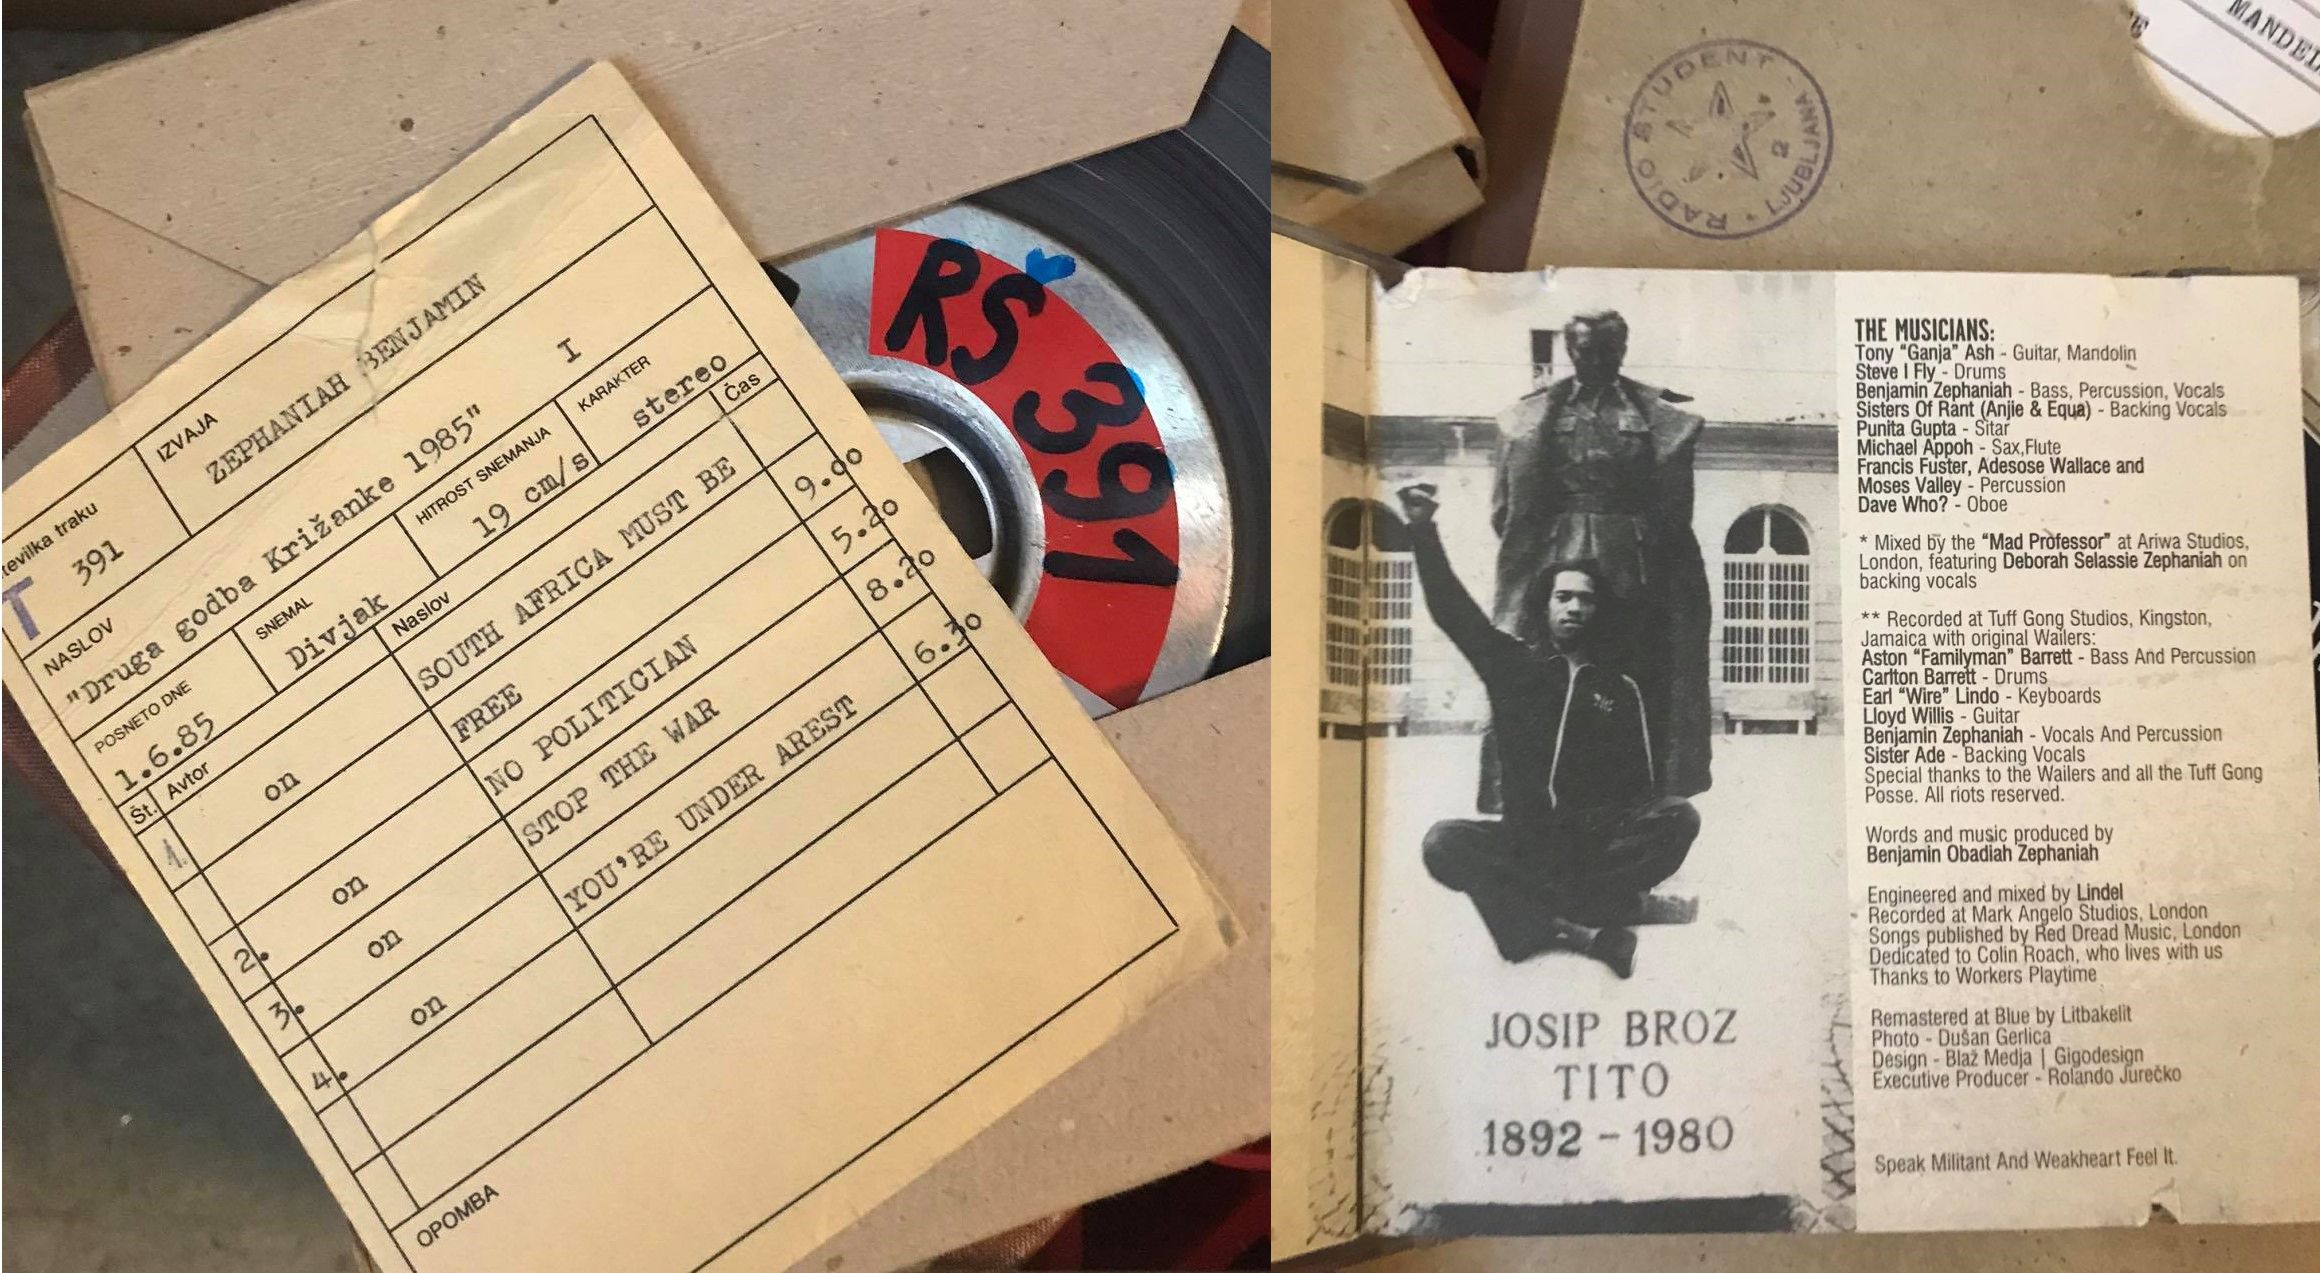 tevilka traku
T 391
IZVAJA
ZEPHANIAH BENJAMIN
NASLOV
"Druga godba Križanke 1985"
I
POSNETO DNE
1.6.85
SNEMAL
Divjak
HITROST SNEMANJA
19 cm/s
KARAKTER
stereo
Št. Avtor Naslov Čas
1. on SOUTH AFRICA MUST BE 9.00
FREE
2. on NO POLITICIAN 5.20
3. on STOP THE WAR 8.20
4. on YOU'RE UNDER AREST 6.30
OPOMBA
RŠ 391
RADIO ŠTUDENT - LJUBLJANA •
2
MANDEL
THE MUSICIANS:
Tony "Ganja" Ash - Guitar, Mandolin
Steve I Fly - Drums
Benjamin Zephaniah - Bass, Percussion, Vocals
Sisters Of Rant (Anjie & Equa) - Backing Vocals
Punita Gupta - Sitar
Michael Appoh - Sax,Flute
Francis Fuster, Adesose Wallace and
Moses Valley - Percussion
Dave Who? - Oboe
* Mixed by the "Mad Professor" at Ariwa Studios,
London, featuring Deborah Selassie Zephaniah on
backing vocals
** Recorded at Tuff Gong Studios, Kingston,
Jamaica with original Wailers:
Aston "Familyman" Barrett - Bass And Percussion
Carlton Barrett - Drums
Earl "Wire" Lindo - Keyboards
Lloyd Willis - Guitar
Benjamin Zephaniah - Vocals And Percussion
Sister Ade - Backing Vocals
Special thanks to the Wailers and all the Tuff Gong
Posse. All riots reserved.
Words and music produced by
Benjamin Obadiah Zephaniah
Engineered and mixed by Lindel
Recorded at Mark Angelo Studios, London
Songs published by Red Dread Music, London
Dedicated to Colin Roach, who lives with us
Thanks to Workers Playtime
Remastered at Blue by Litbakelit
Photo - Dušan Gerlica
Design - Blaž Medja | Gigodesign
Executive Producer - Rolando Jurečko
Speak Militant And Weakheart Feel It.
JOSIP BROZ
TITO
1892 - 1980